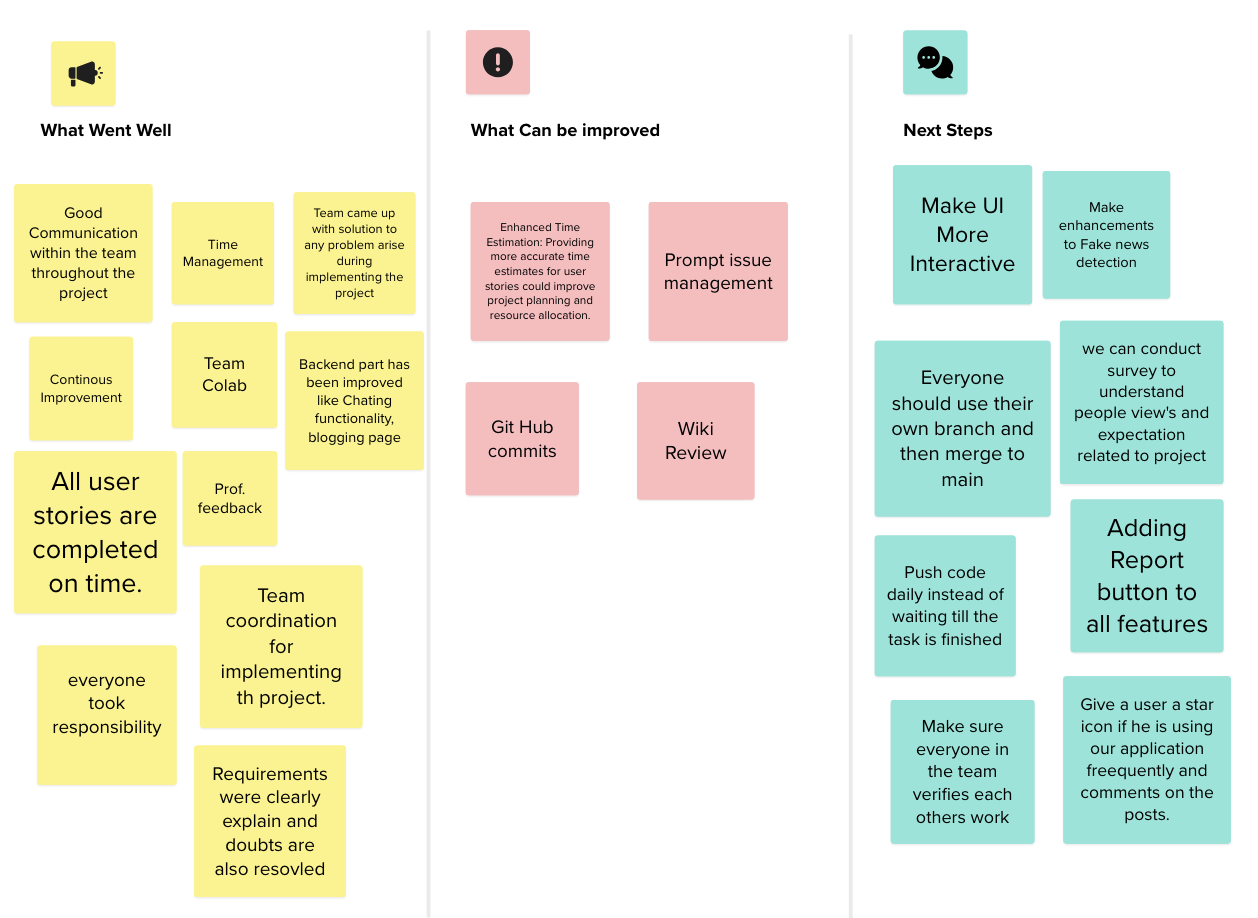 What Went Well
Good
Communication
within the team
throughout the
project
Time
Management
Team came up
with solution to
any problem arise
during
implementing the
project
Continous
Improvement
Team
Colab
Backend part has
been improved
like Chating
functionality,
blogging page
All user
stories are
completed
on time.
Prof.
feedback
Team
coordination
for
implementing
th project.
everyone
took
responsibility
Requirements
were clearly
explain and
doubts are
also resovled
What Can be improved
Enhanced Time
Estimation: Providing
more accurate time
estimates for user
stories could improve
project planning and
resource allocation.
Prompt issue
management
Git Hub
commits
Wiki
Review
Next Steps
Make UI
More
Interactive
Make
enhancements
to Fake news
detection
Everyone
should use their
own branch and
then merge to
main
we can conduct
survey to
understand
people view's and
expectation
related to project
Push code
daily instead of
waiting till the
task is finished
Adding
Report
button to
all features
Make sure
everyone in
the team
verifies each
others work
Give a user a star
icon if he is using
our application
freequently and
comments on the
posts.